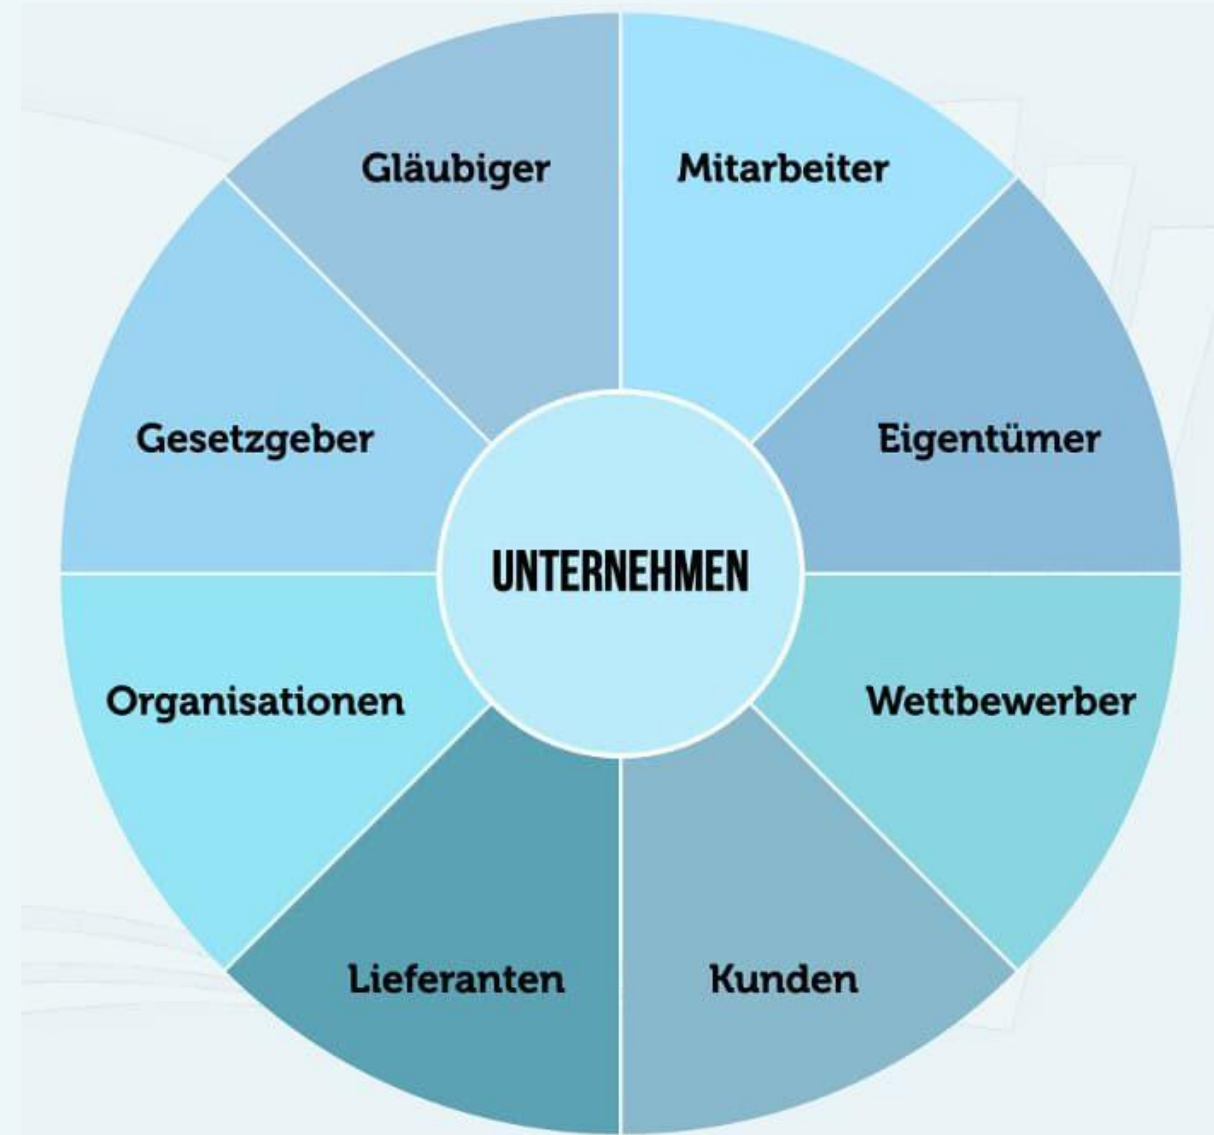 Gläubiger
Mitarbeiter
Gesetzgeber
Eigentümer
UNTERNEHMEN
Organisationen
Wettbewerber
Lieferanten
Kunden